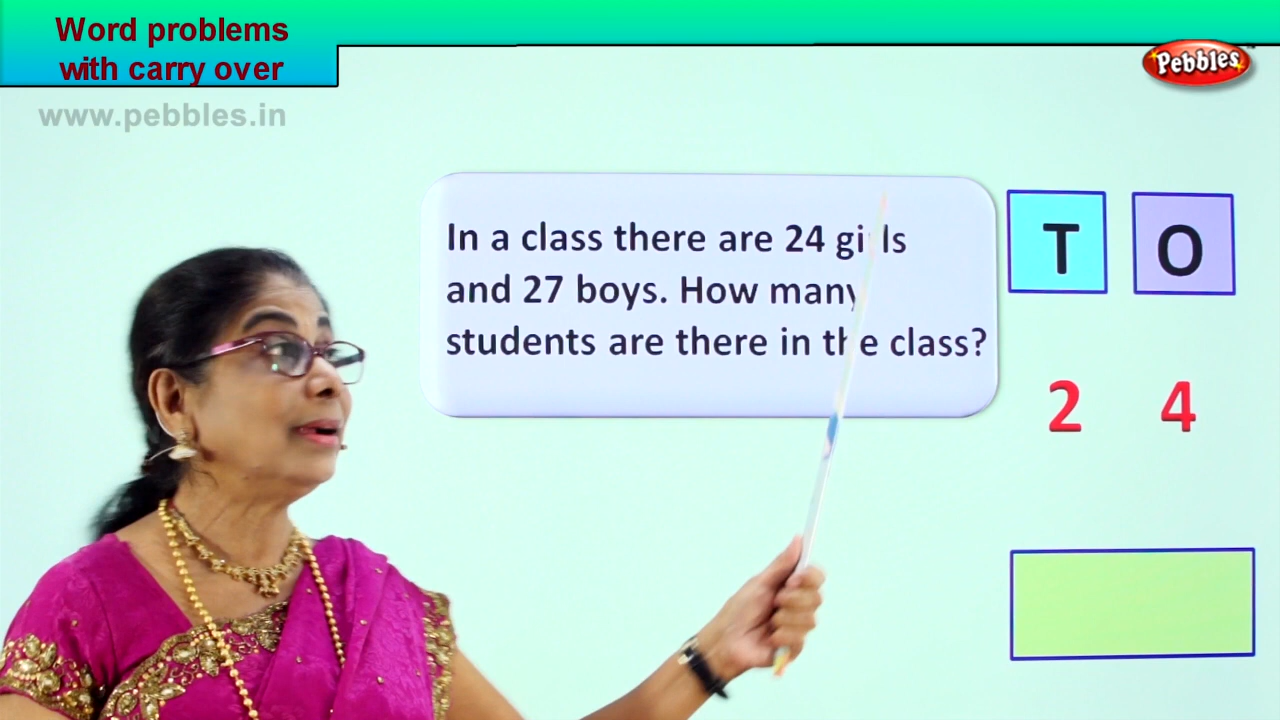 Word problems
with carry over
www.pebbles.in
Pebbles
In a class there are 24 girls
and 27 boys. How many
students are there in the class?
T O
2 4